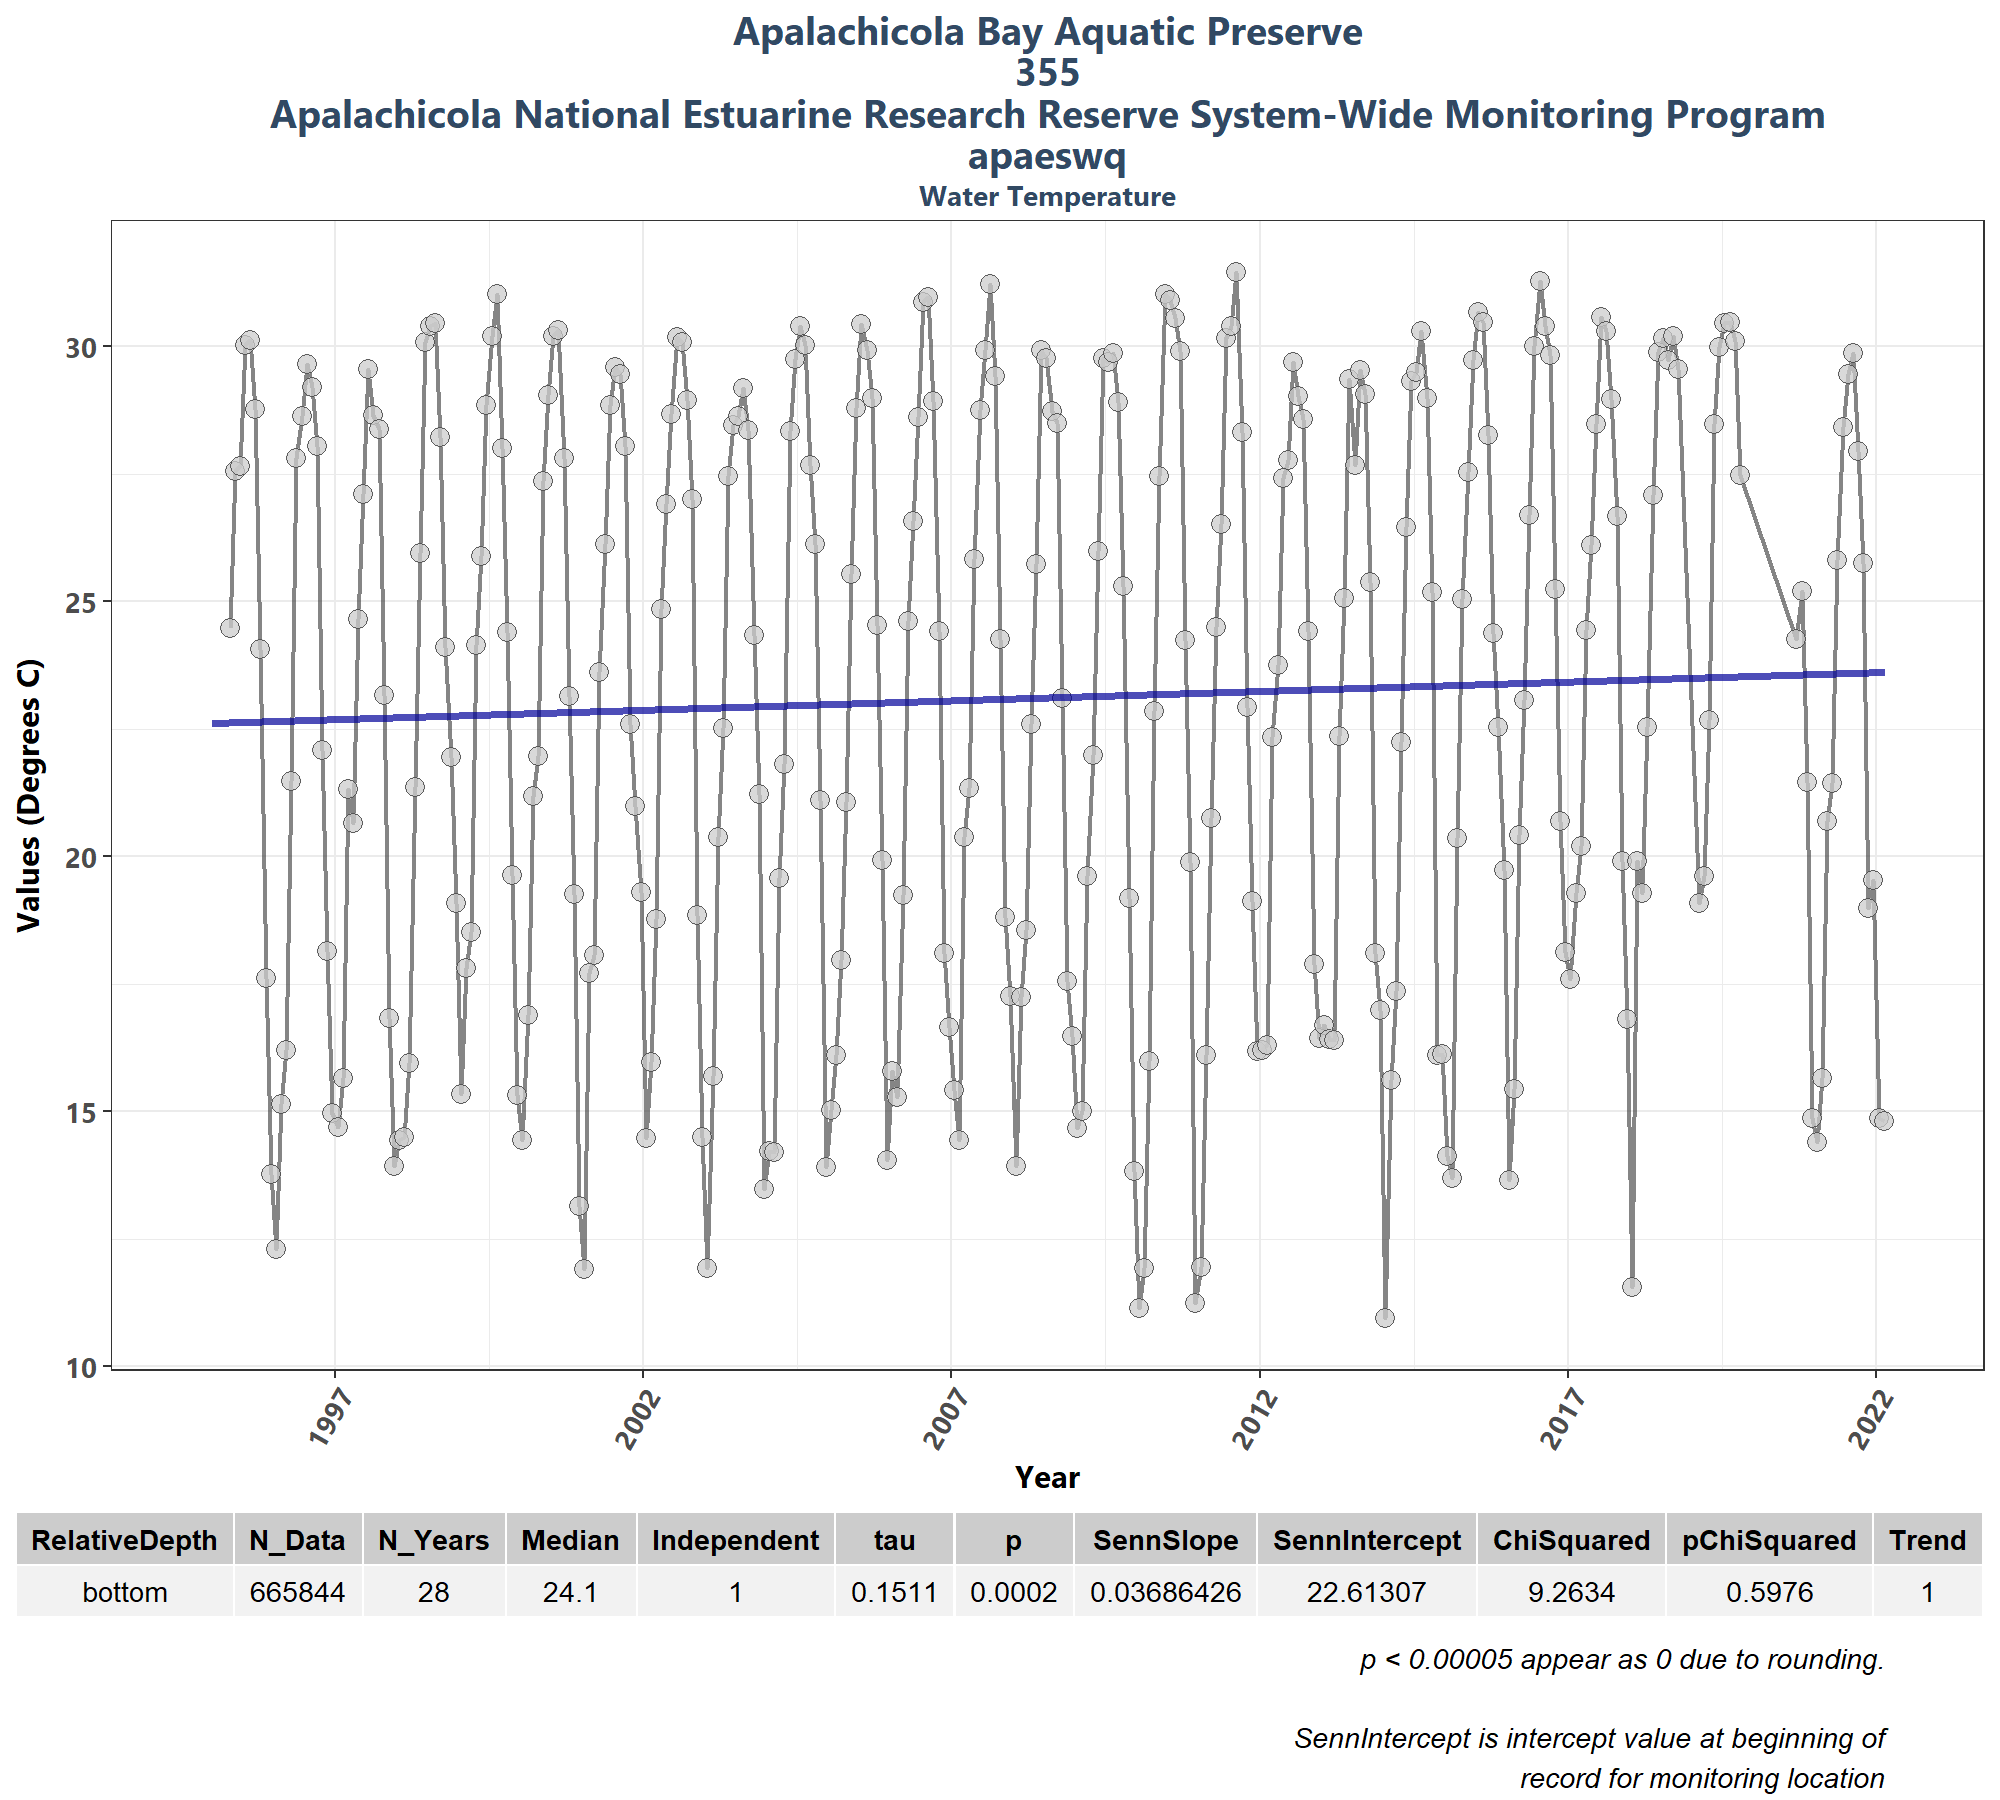 Apalachicola Bay Aquatic Preserve
355
Apalachicola National Estuarine Research Reserve System-Wide Monitoring Program
apaeswq
Water Temperature
Values (Degrees C)
30
25
20
15
10
1997 2002 2007 2012 2017 2022
Year
RelativeDepth N_Data N_Years Median Independent tau p SennSlope SennIntercept ChiSquared pChiSquared Trend
bottom 665844 28 24.1 1 0.1511 0.0002 0.03686426 22.61307 9.2634 0.5976 1
p < 0.00005 appear as 0 due to rounding.
SennIntercept is intercept value at beginning of
record for monitoring location